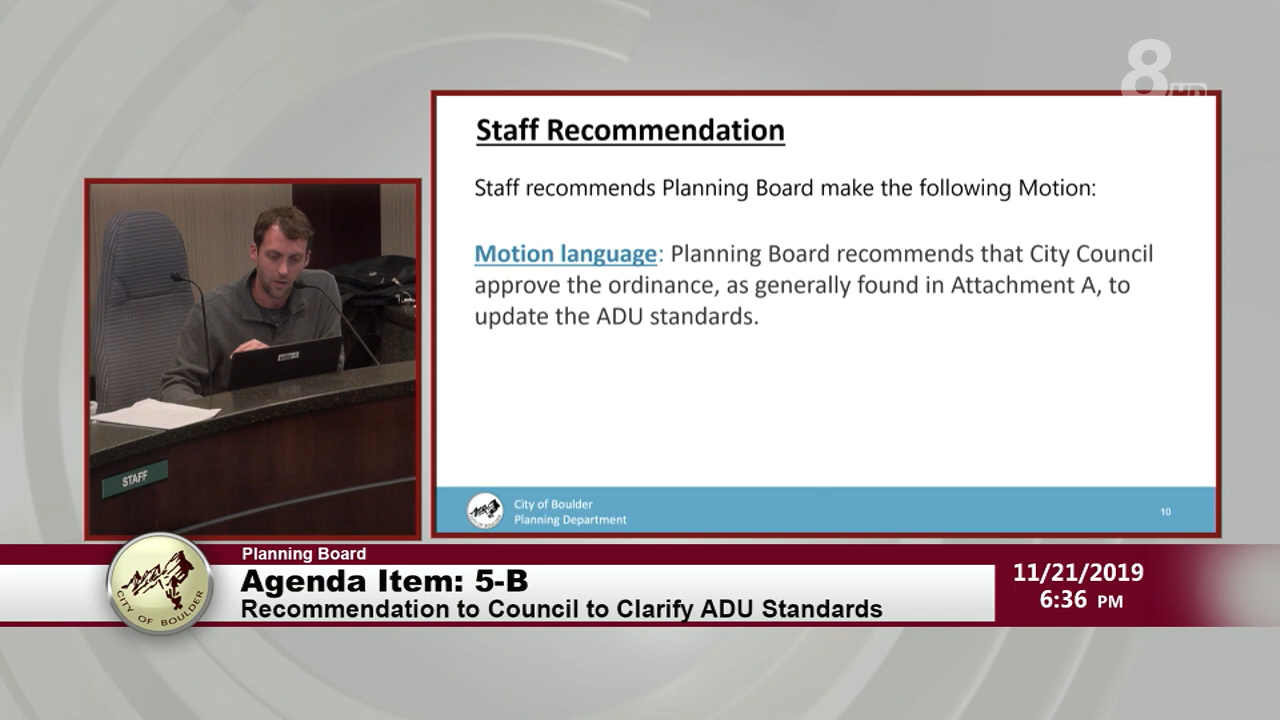 8
HD
Staff Recommendation
Staff recommends Planning Board make the following Motion:
Motion language: Planning Board recommends that City Council
approve the ordinance, as generally found in Attachment A, to
update the ADU standards.
City of Boulder
Planning Department
10
STAFF
Planning Board
Agenda Item: 5-B
Recommendation to Council to Clarify ADU Standards
CITY OF BOULDER
11/21/2019
6:36 PM